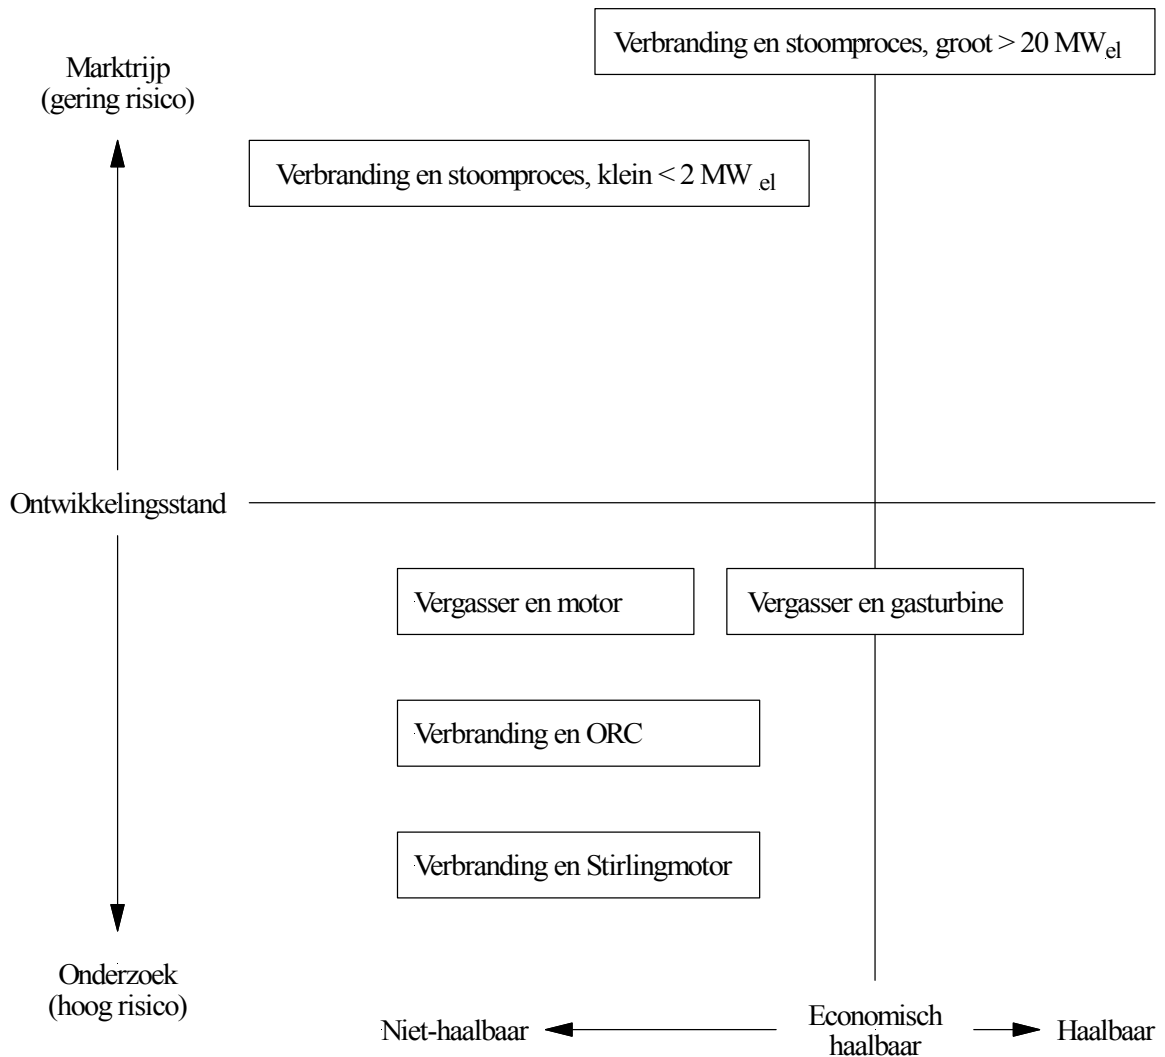 Verbranding en stoomproces, groot > 20 MWel
Marktrijp
(gering risico)
Verbranding en stoomproces, klein < 2 MW el
Ontwikkelingsstand
Vergasser en motor
Vergasser en gasturbine
Verbranding en ORC
Verbranding en Stirlingmotor
Onderzoek
(hoog risico)
Niet-haalbaar
Economisch
haalbaar
Haalbaar